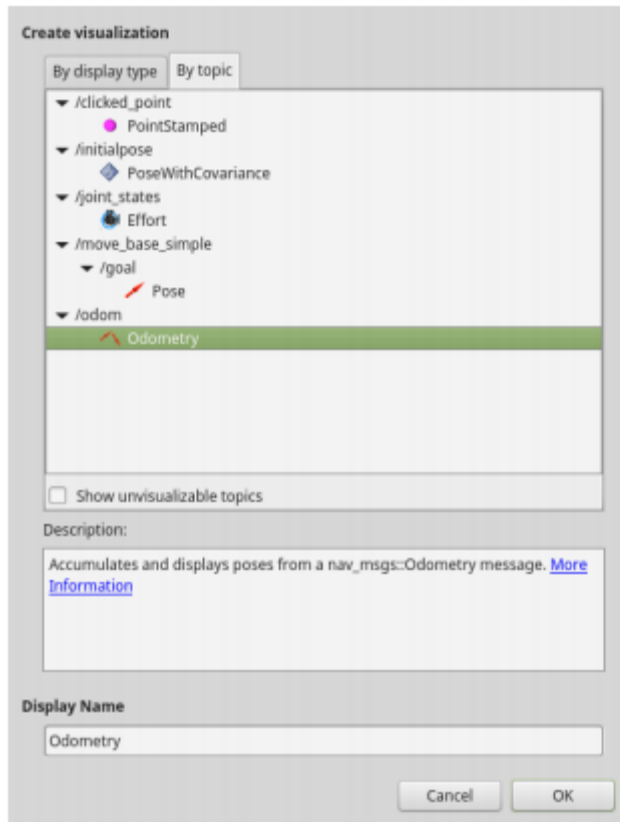 Create visualization
By display type By topic
/clicked_point
PointStamped
/initialpose
PoseWithCovariance
/joint_states
Effort
/move_base_simple
/goal
Pose
/odom
Odometry
Show unvisualizable topics
Description:
Accumulates and displays poses from a nav_msgs::Odometry message. More
Information
Display Name
Odometry
Cancel OK